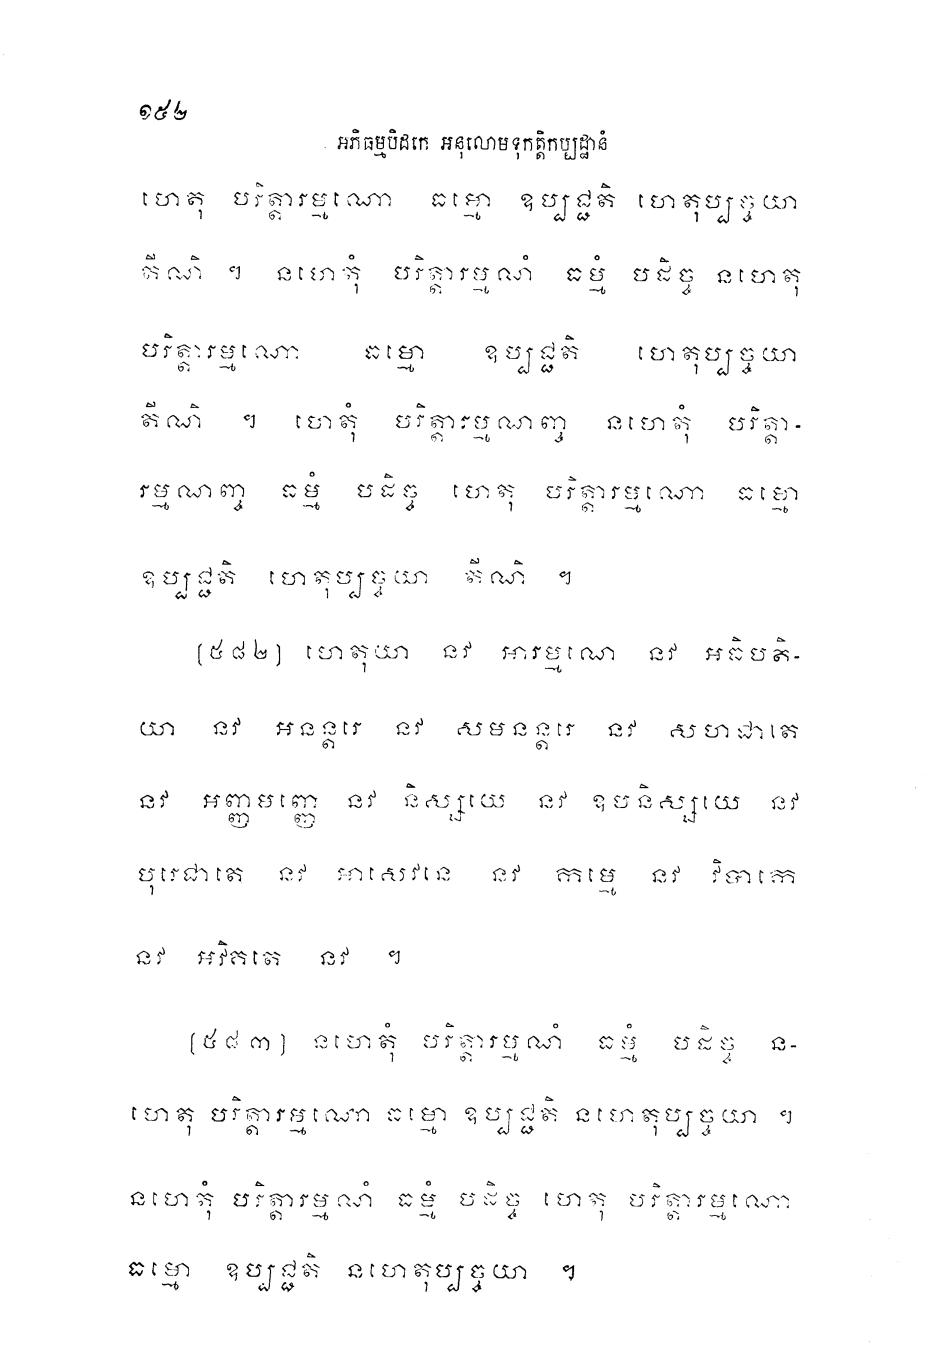 ១៥២
អភិធម្មបិដកេ អនុលោមទុកត្តិកប្បដ្ឋានំ
ហេតុ បរិត្តារម្មណោ ធម្មោ ឧប្បជ្ជតិ ហេតុប្បច្ចយា
តីណិ ។ នហេតុំ បរិត្តារម្មណំ ធម្មំ បដិច្ច នហេតុ
បរិត្តារម្មណោ ធម្មោ ឧប្បជ្ជតិ ហេតុប្បច្ចយា
តីណិ ។ ហេតុំ បរិត្តារម្មណញ្ច នហេតុំ បរិត្តា-
រម្មណញ្ច ធម្មំ បដិច្ច ហេតុ បរិត្តារម្មណោ ធម្មោ
ឧប្បជ្ជតិ ហេតុប្បច្ចយា តីណិ ។
(៥៨២) ហេតុយា នវ អារម្មណេ នវ អធិបតិ-
យា នវ អនន្តរេ នវ សមនន្តរេ នវ សហជាតេ
នវ អញ្ញមញ្ញេ នវ និស្សយេ នវ ឧបនិស្សយេ នវ
បុរេជាតេ នវ អាសេវនេ នវ កម្មេ នវ វិបាកេ
នវ អវិគតេ នវ ។
(៥៨៣) នហេតុំ បរិត្តារម្មណំ ធម្មំ បដិច្ច ន-
ហេតុ បរិត្តារម្មណោ ធម្មោ ឧប្បជ្ជតិ នហេតុប្បច្ចយា ។
នហេតុំ បរិត្តារម្មណំ ធម្មំ បដិច្ច ហេតុ បរិត្តារម្មណោ
ធម្មោ ឧប្បជ្ជតិ នហេតុប្បច្ចយា ។